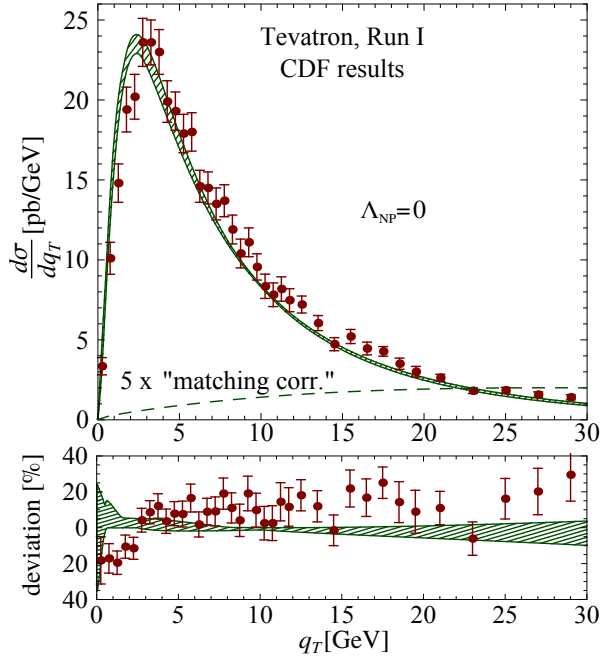 Tevatron, Run I
CDF results
Λ_NP=0
5 x "matching corr."
dσ/dq_T [pb/GeV]
25
20
15
10
5
0
0 5 10 15 20 25 30
deviation [%]
40
20
0
20
40
0 5 10 15 20 25 30
q_T[GeV]